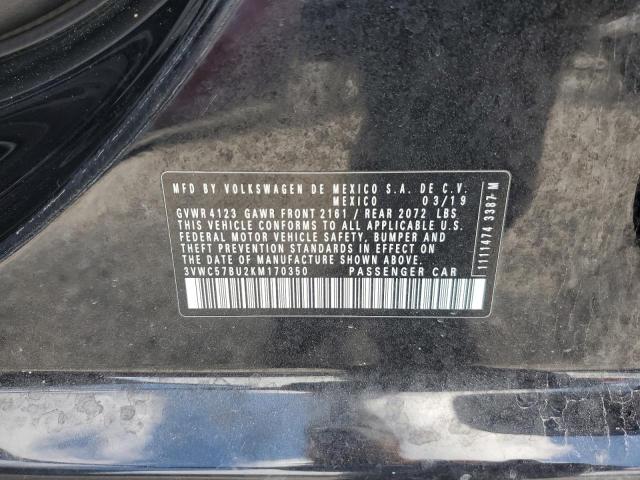 MFD BY VOLKSWAGEN DE MEXICO S.A. DE C.V.
MEXICO 03/19
GVWR 4123 GAWR FRONT 2161 / REAR 2072 LBS
THIS VEHICLE CONFORMS TO ALL APPLICABLE U.S.
FEDERAL MOTOR VEHICLE SAFETY, BUMPER AND
THEFT PREVENTION STANDARDS IN EFFECT ON
THE DATE OF MANUFACTURE SHOWN ABOVE.
3VWC57BU2KM170350 PASSENGER CAR
1117474 3387 M